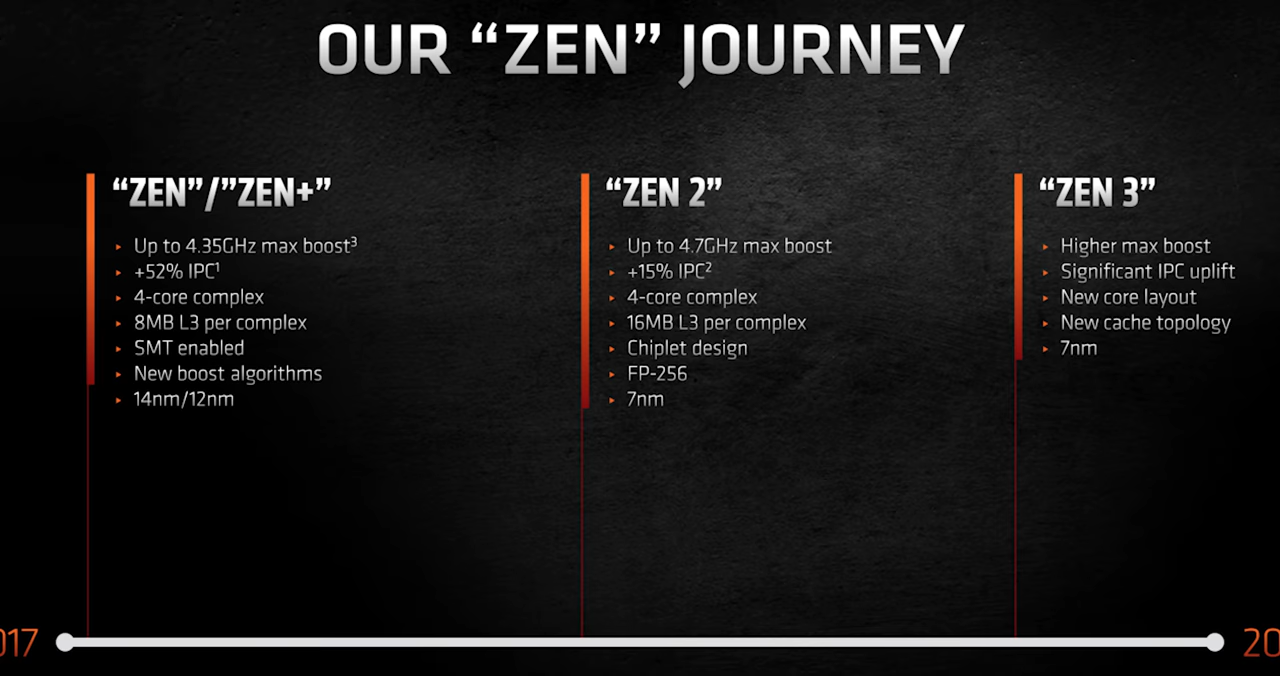 OUR “ZEN” JOURNEY
“ZEN”/”ZEN+”
▸ Up to 4.35GHz max boost³
▸ +52% IPC¹
▸ 4-core complex
▸ 8MB L3 per complex
▸ SMT enabled
▸ New boost algorithms
▸ 14nm/12nm
“ZEN 2”
▸ Up to 4.7GHz max boost
▸ +15% IPC²
▸ 4-core complex
▸ 16MB L3 per complex
▸ Chiplet design
▸ FP-256
▸ 7nm
“ZEN 3”
▸ Higher max boost
▸ Significant IPC uplift
▸ New core layout
▸ New cache topology
▸ 7nm